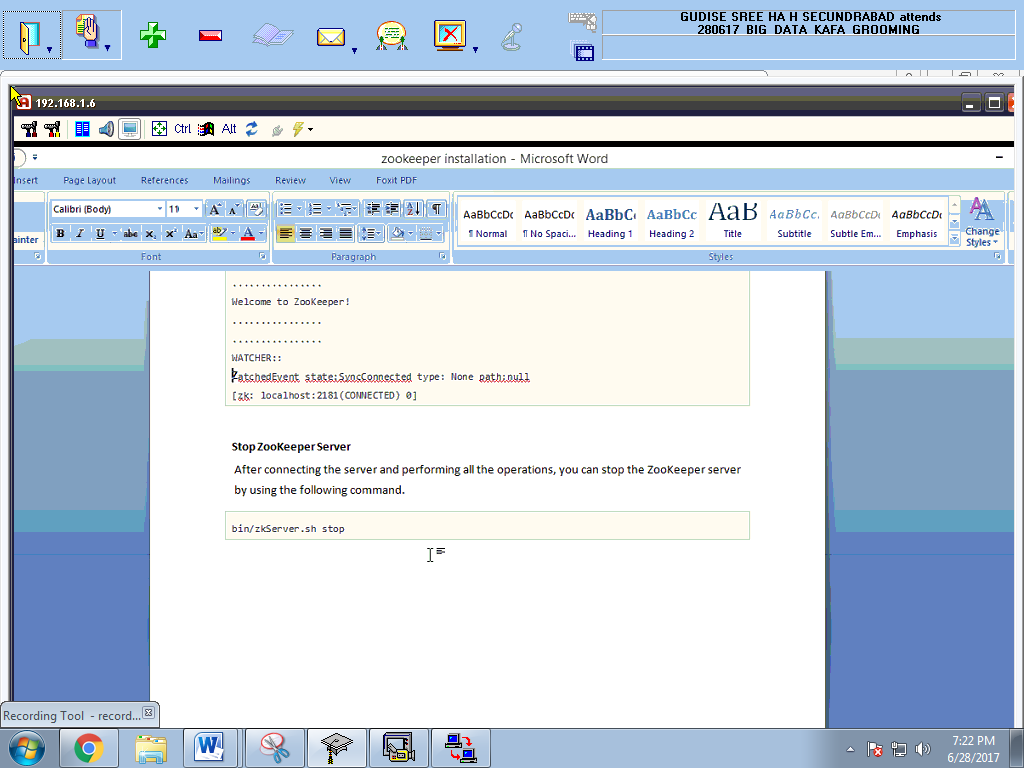 GUDISE SREE HA H SECUNDRABAD attends
280617 BIG DATA KAFA GROOMING
192.168.1.6
Ctrl Alt
zookeeper installation - Microsoft Word
nsert Page Layout References Mailings Review View Foxit PDF
Calibri (Body) 11
AaBbCcDc AaBbCcDc AaBbC AaBbCc AaB AaBbCc. AaBbCcDc AaBbCcDc
ainter
¶ Normal ¶ No Spaci... Heading 1 Heading 2 Title Subtitle Subtle Em... Emphasis
Change Styles
Font Paragraph Styles
................
Welcome to ZooKeeper!
................
................
WATCHER::
atchedEvent state:SyncConnected type: None path:null
[zk: localhost:2181(CONNECTED) 0]
Stop ZooKeeper Server
After connecting the server and performing all the operations, you can stop the ZooKeeper server
by using the following command.
bin/zkServer.sh stop
Recording Tool - record...
7:22 PM
6/28/2017